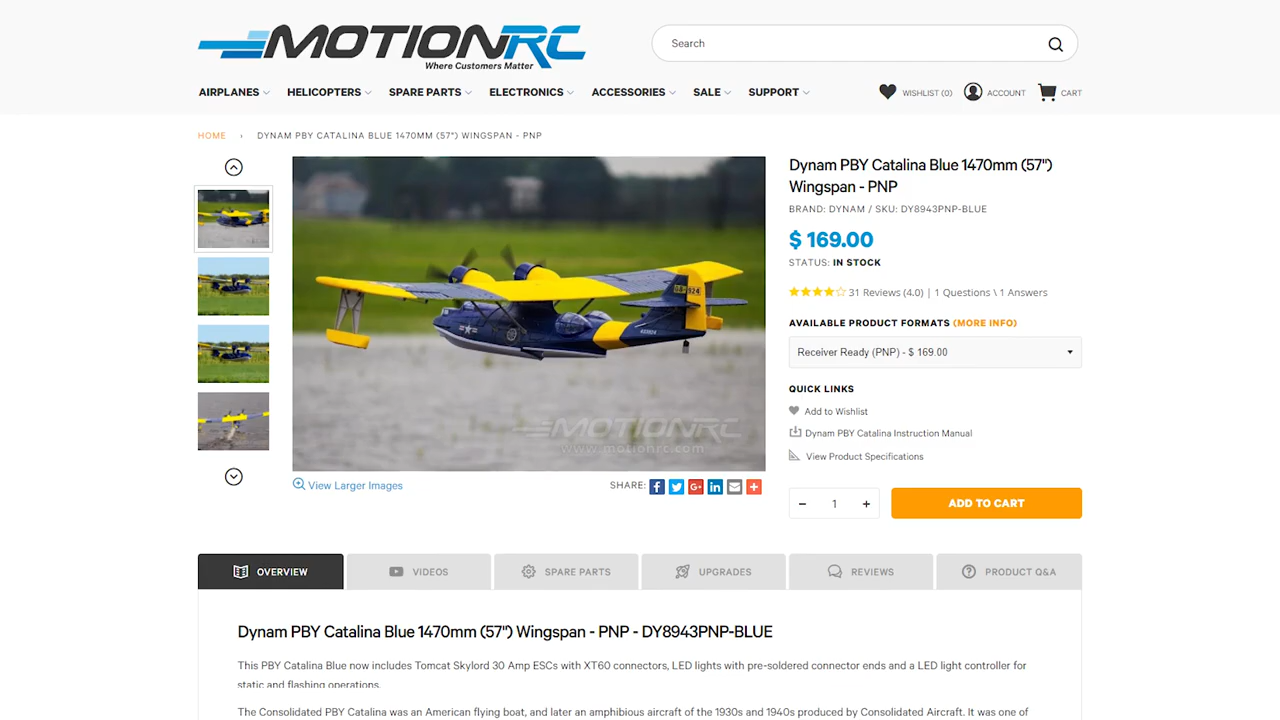 MOTIONRC
Where Customers Matter
Search
AIRPLANES
HELICOPTERS
SPARE PARTS
ELECTRONICS
ACCESSORIES
SALE
SUPPORT
WISHLIST (0)
ACCOUNT
CART
HOME › DYNAM PBY CATALINA BLUE 1470MM (57") WINGSPAN - PNP
MOTIONRC
www.motionrc.com
924
View Larger Images
SHARE:
Dynam PBY Catalina Blue 1470mm (57")
Wingspan - PNP
BRAND: DYNAM / SKU: DY8943PNP-BLUE
$ 169.00
STATUS: IN STOCK
31 Reviews (4.0) | 1 Questions \ 1 Answers
AVAILABLE PRODUCT FORMATS (MORE INFO)
Receiver Ready (PNP) - $ 169.00
QUICK LINKS
Add to Wishlist
Dynam PBY Catalina Instruction Manual
View Product Specifications
− 1 +
ADD TO CART
OVERVIEW
VIDEOS
SPARE PARTS
UPGRADES
REVIEWS
PRODUCT Q&A
Dynam PBY Catalina Blue 1470mm (57") Wingspan - PNP - DY8943PNP-BLUE
This PBY Catalina Blue now includes Tomcat Skylord 30 Amp ESCs with XT60 connectors, LED lights with pre-soldered connector ends and a LED light controller for
static and flashing operations.
The Consolidated PBY Catalina was an American flying boat, and later an amphibious aircraft of the 1930s and 1940s produced by Consolidated Aircraft. It was one of